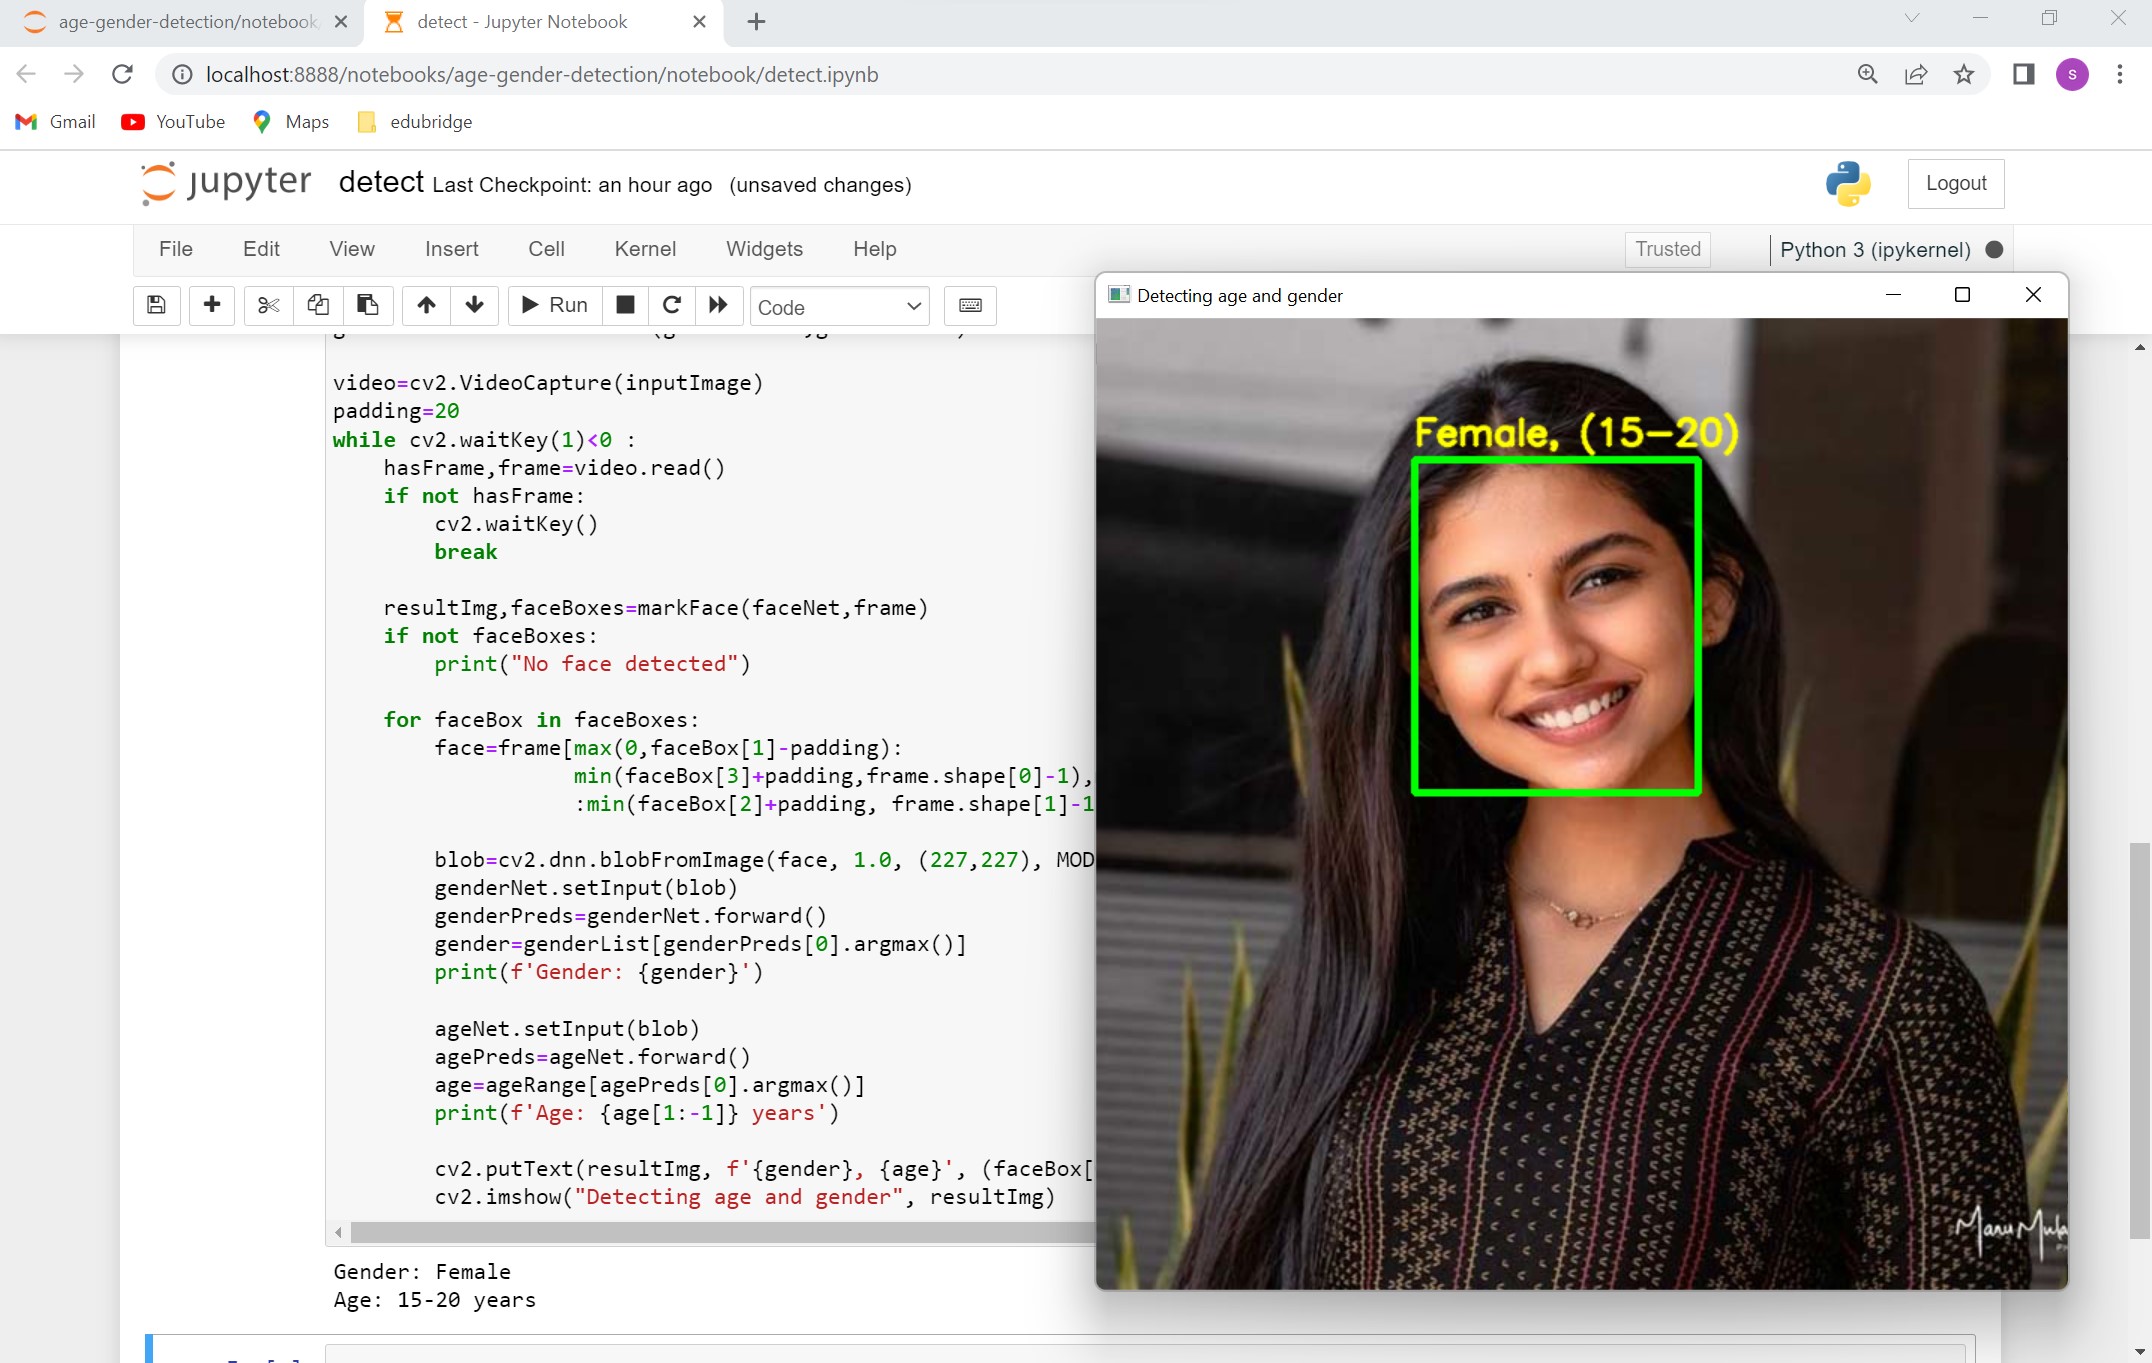 age-gender-detection/notebook
detect - Jupyter Notebook
localhost:8888/notebooks/age-gender-detection/notebook/detect.ipynb
S
Gmail
YouTube
Maps
edubridge
jupyter
detect Last Checkpoint: an hour ago (unsaved changes)
Logout
File Edit View Insert Cell Kernel Widgets Help
Trusted
Python 3 (ipykernel)
Run
Code
video=cv2.VideoCapture(inputImage)
padding=20
while cv2.waitKey(1)<0 :
    hasFrame,frame=video.read()
    if not hasFrame:
        cv2.waitKey()
        break
    resultImg,faceBoxes=markFace(faceNet,frame)
    if not faceBoxes:
        print("No face detected")
    for faceBox in faceBoxes:
        face=frame[max(0,faceBox[1]-padding):
                   min(faceBox[3]+padding,frame.shape[0]-1),
                   :min(faceBox[2]+padding, frame.shape[1]-1
        blob=cv2.dnn.blobFromImage(face, 1.0, (227,227), MOD
        genderNet.setInput(blob)
        genderPreds=genderNet.forward()
        gender=genderList[genderPreds[0].argmax()]
        print(f'Gender: {gender}')
        ageNet.setInput(blob)
        agePreds=ageNet.forward()
        age=ageRange[agePreds[0].argmax()]
        print(f'Age: {age[1:-1]} years')
        cv2.putText(resultImg, f'{gender}, {age}', (faceBox[
        cv2.imshow("Detecting age and gender", resultImg)
Gender: Female
Age: 15-20 years
Detecting age and gender
Female, (15-20)
Manu